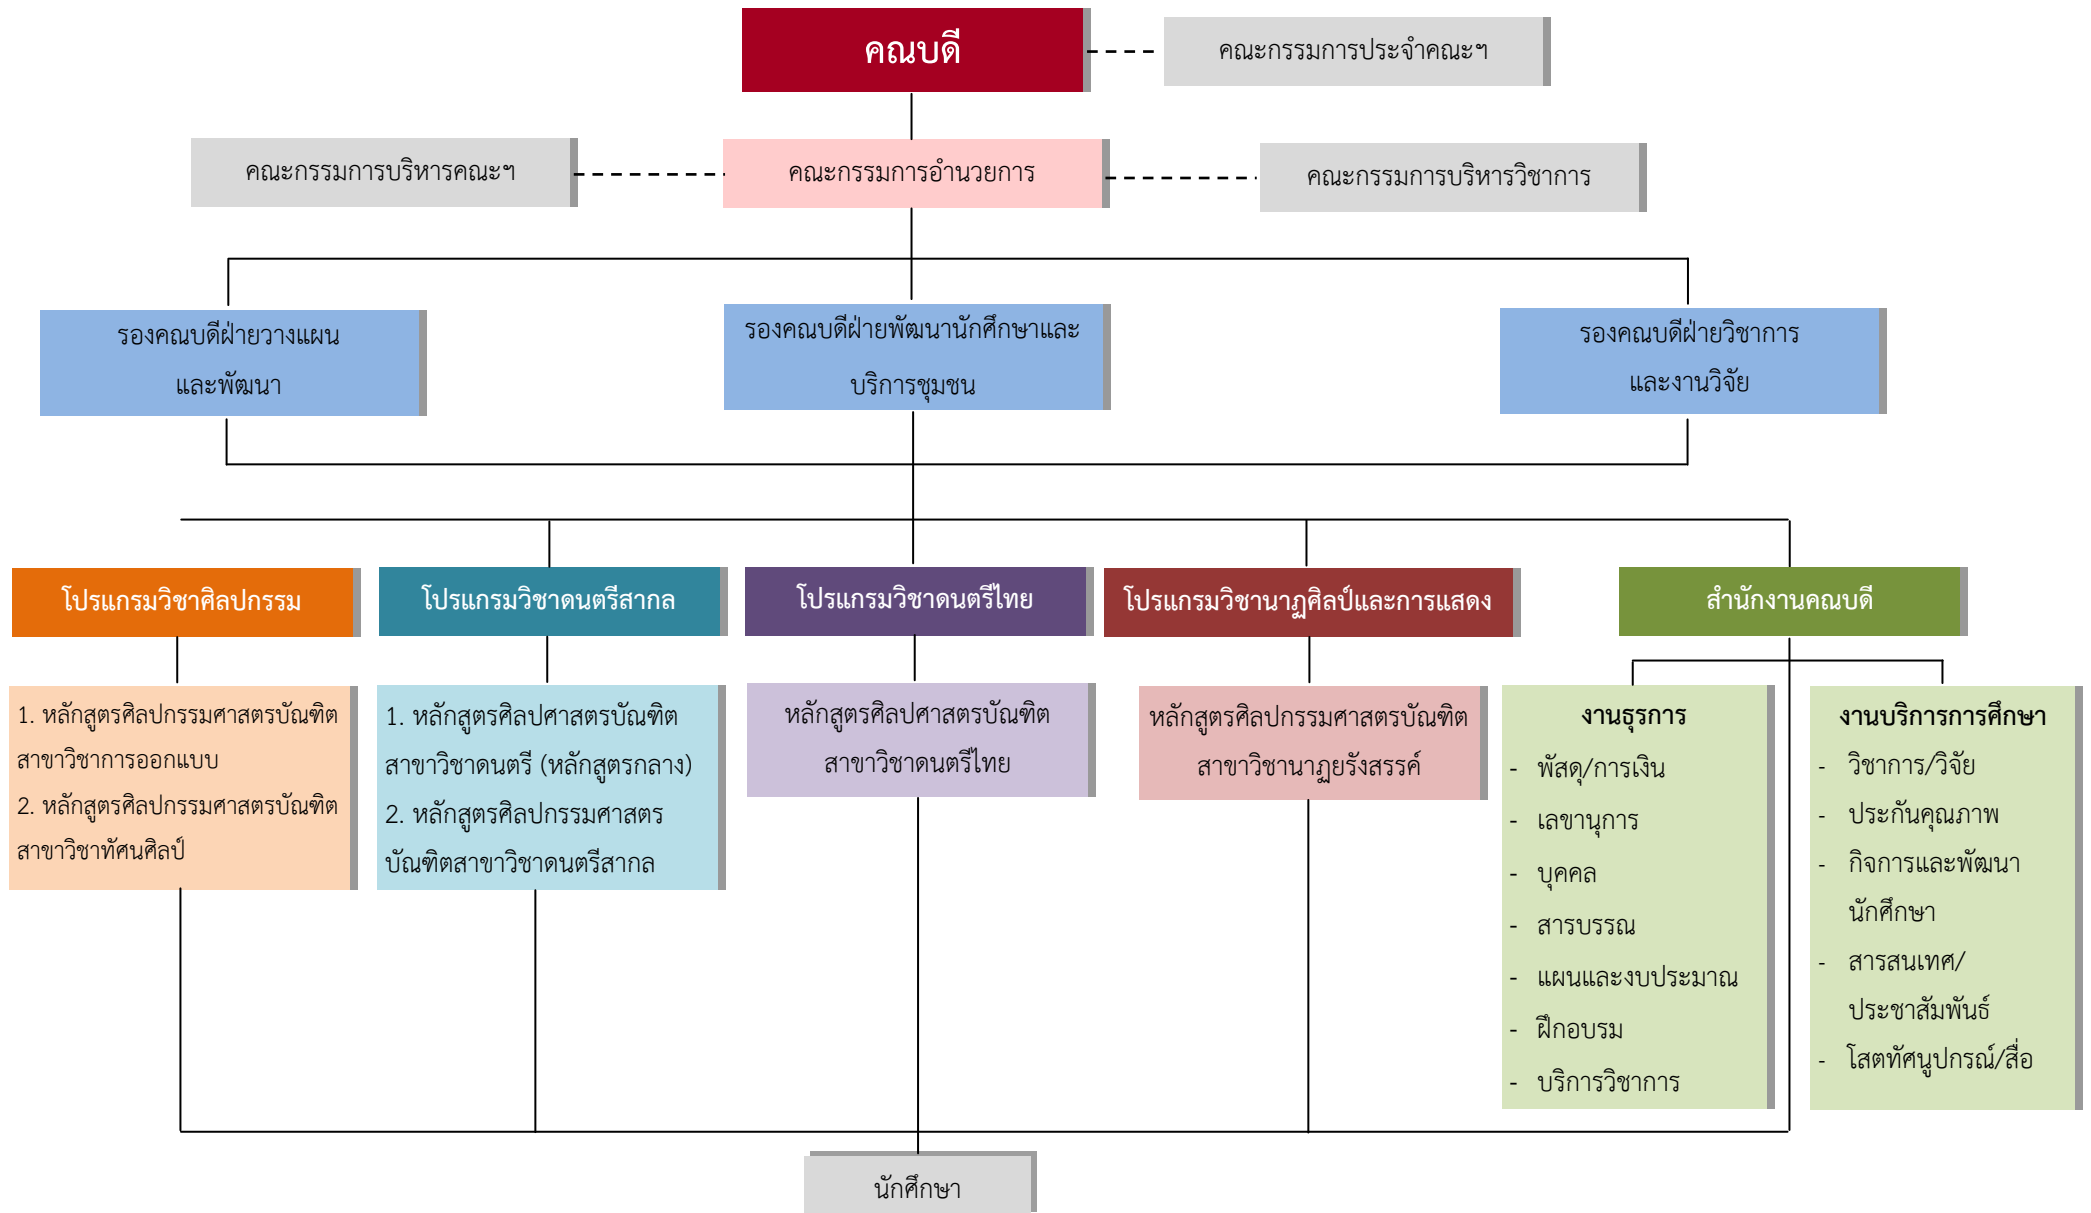 คณบดี
คณะกรรมการประจำคณะฯ
คณะกรรมการบริหารคณะฯ
คณะกรรมการอำนวยการ
คณะกรรมการบริหารวิชาการ
รองคณบดีฝ่ายวางแผน
และพัฒนา
รองคณบดีฝ่ายพัฒนานักศึกษาและ
บริการชุมชน
รองคณบดีฝ่ายวิชาการ
และงานวิจัย
โปรแกรมวิชาศิลปกรรม
โปรแกรมวิชาดนตรีสากล
โปรแกรมวิชาดนตรีไทย
โปรแกรมวิชานาฏศิลป์และการแสดง
สำนักงานคณบดี
1. หลักสูตรศิลปกรรมศาสตรบัณฑิต
สาขาวิชาการออกแบบ
2. หลักสูตรศิลปกรรมศาสตรบัณฑิต
สาขาวิชาทัศนศิลป์
1. หลักสูตรศิลปศาสตรบัณฑิต
สาขาวิชาดนตรี (หลักสูตรกลาง)
2. หลักสูตรศิลปกรรมศาสตร
บัณฑิตสาขาวิชาดนตรีสากล
หลักสูตรศิลปศาสตรบัณฑิต
สาขาวิชาดนตรีไทย
หลักสูตรศิลปกรรมศาสตรบัณฑิต
สาขาวิชานาฏยรังสรรค์
งานธุรการ
- พัสดุ/การเงิน
- เลขานุการ
- บุคคล
- สารบรรณ
- แผนและงบประมาณ
- ฝึกอบรม
- บริการวิชาการ
งานบริการการศึกษา
- วิชาการ/วิจัย
- ประกันคุณภาพ
- กิจการและพัฒนา
นักศึกษา
- สารสนเทศ/
ประชาสัมพันธ์
- โสตทัศนูปกรณ์/สื่อ
นักศึกษา